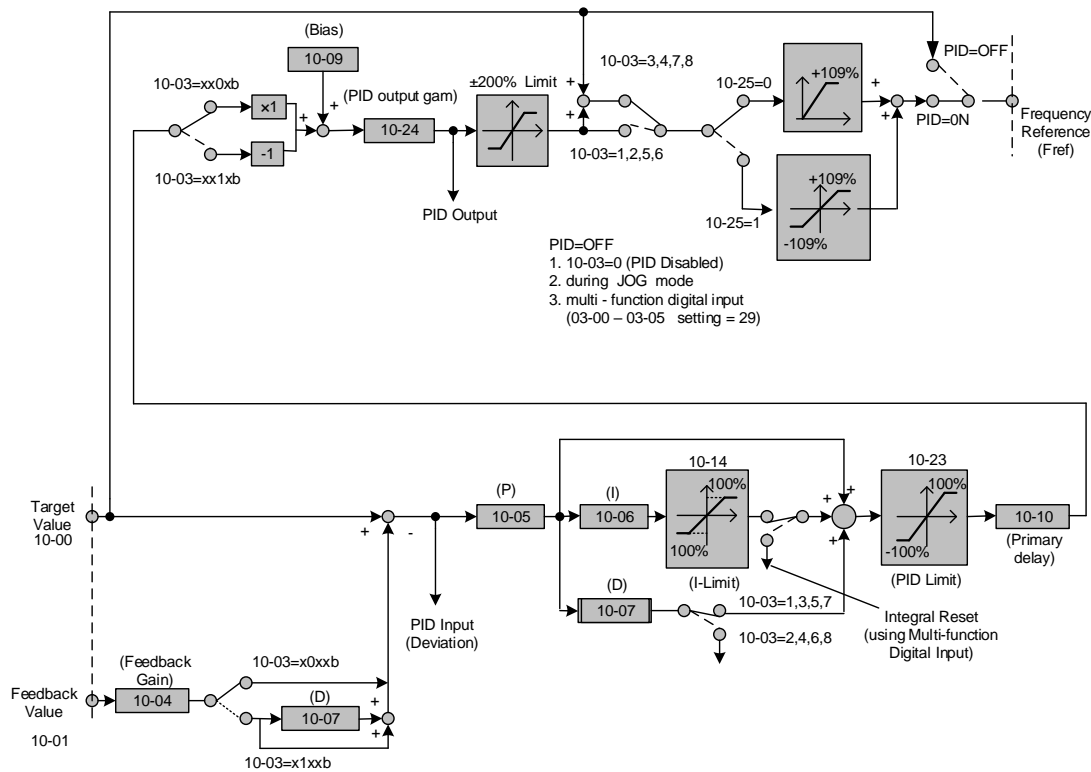 (Bias)
10-09
10-03=xx0xb
×1
-1
10-03=xx1xb
+
+
(PID output gam)
10-24
PID Output
±200% Limit
+
+
10-03=3,4,7,8
10-03=1,2,5,6
10-25=0
+109%
10-25=1
+109%
-109%
+
+
PID=OFF
PID=0N
Frequency
Reference
(Fref)
PID=OFF
1. 10-03=0 (PID Disabled)
2. during JOG mode
3. multi - function digital input
(03-00 – 03-05 setting = 29)
Target
Value
10-00
+
-
PID Input
(Deviation)
(P)
10-05
(I)
10-06
10-14
100%
100%
(I-Limit)
+
+
+
10-23
100%
-100%
(PID Limit)
10-10
(Primary
delay)
(D)
10-07
10-03=1,3,5,7
10-03=2,4,6,8
Integral Reset
(using Multi-function
Digital Input)
Feedback
Value
10-01
(Feedback
Gain)
10-04
10-03=x0xxb
(D)
10-07
+
+
10-03=x1xxb